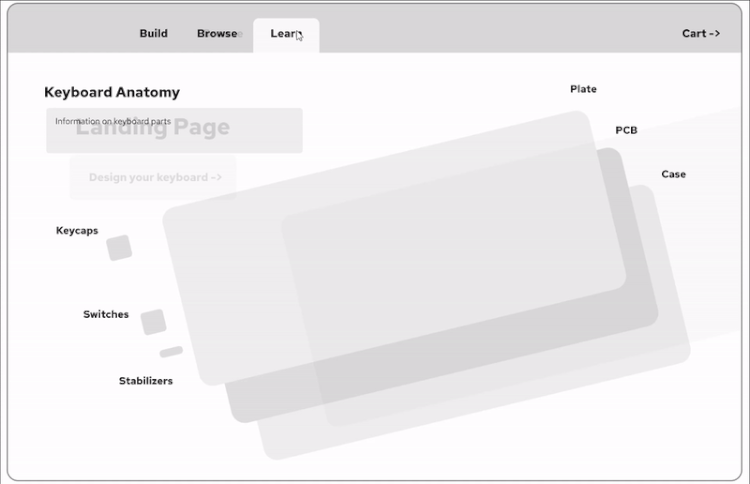 Build Browse Learn Cart ->
Keyboard Anatomy
Information on keyboard parts
Landing Page
Design your keyboard ->
Plate
PCB
Case
Keycaps
Switches
Stabilizers